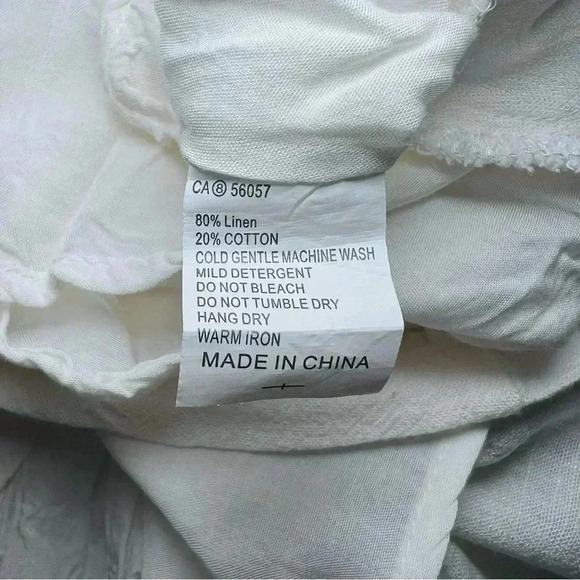 CA⑧ 56057
80% Linen
20% COTTON
COLD GENTLE MACHINE WASH
MILD DETERGENT
DO NOT BLEACH
DO NOT TUMBLE DRY
HANG DRY
WARM IRON
MADE IN CHINA